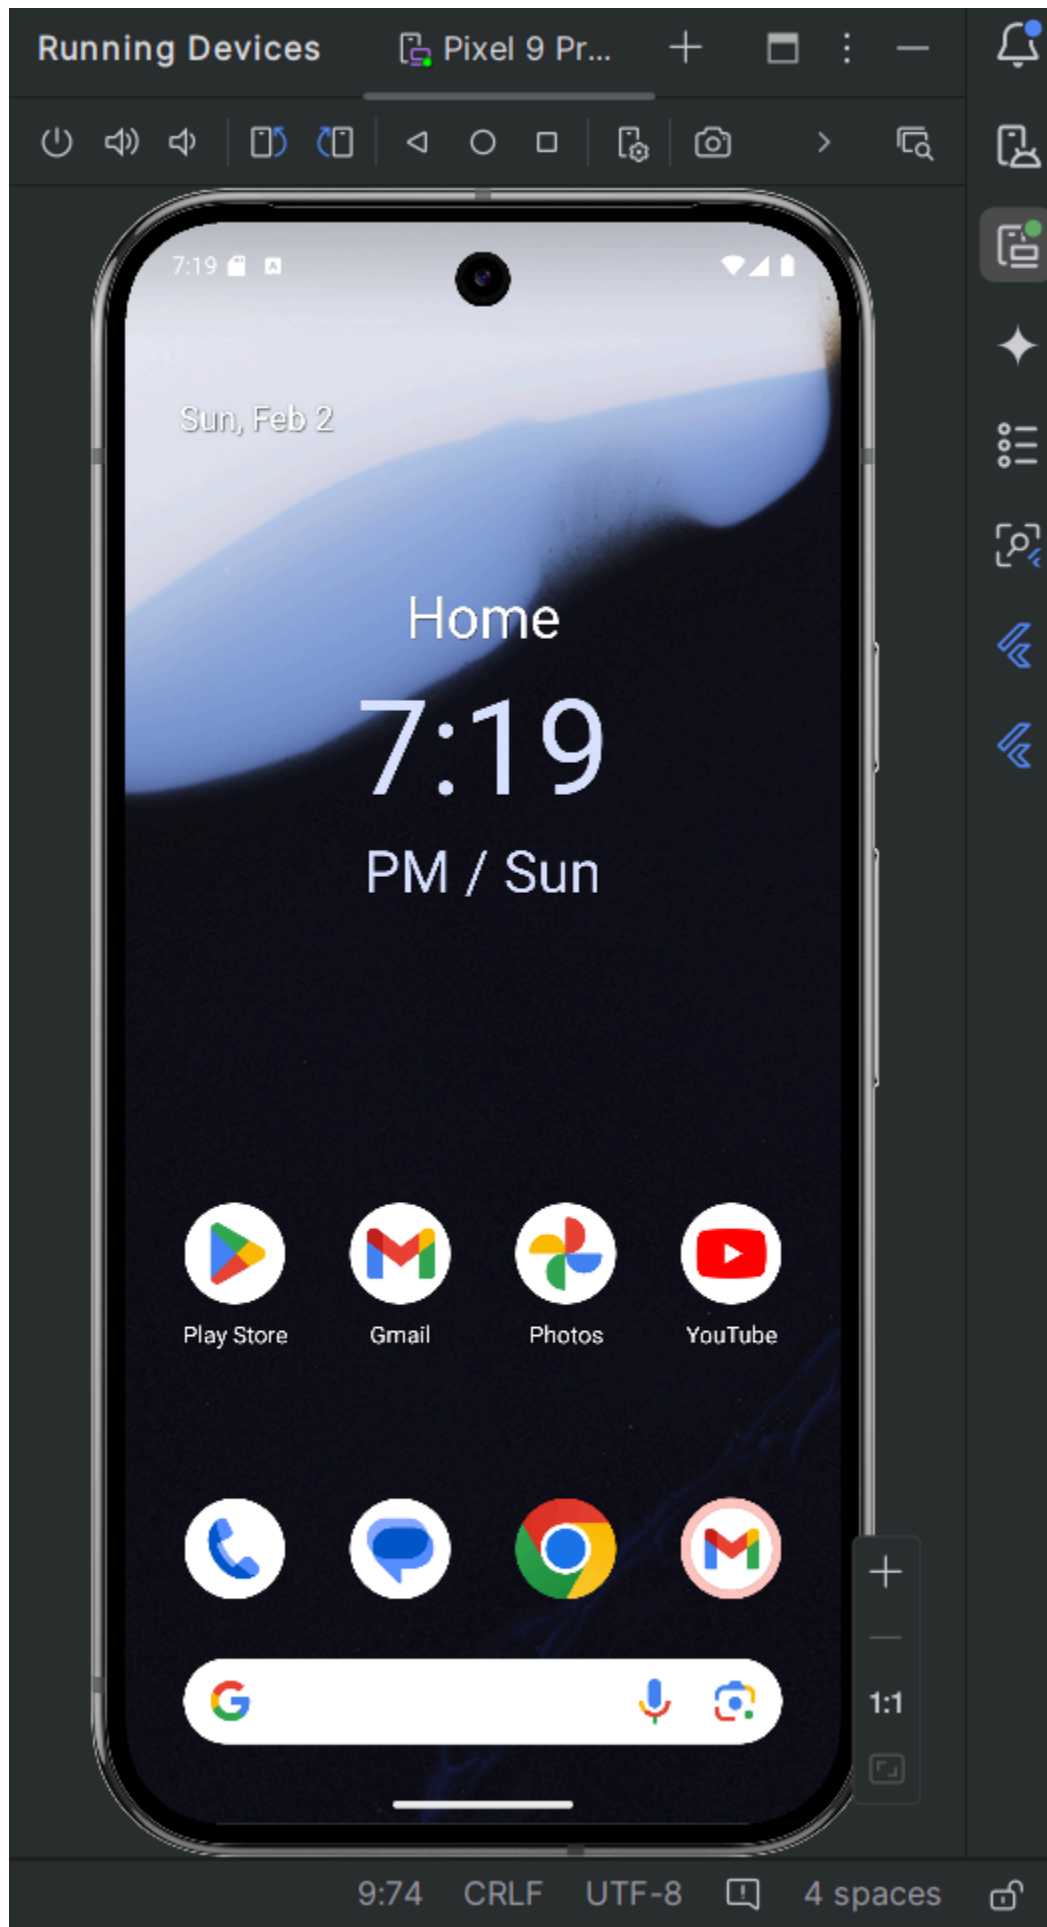 Running Devices Pixel 9 Pr...
7:19
Sun, Feb 2
Home
7:19
PM / Sun
Play Store Gmail Photos YouTube
1:1
9:74 CRLF UTF-8 4 spaces